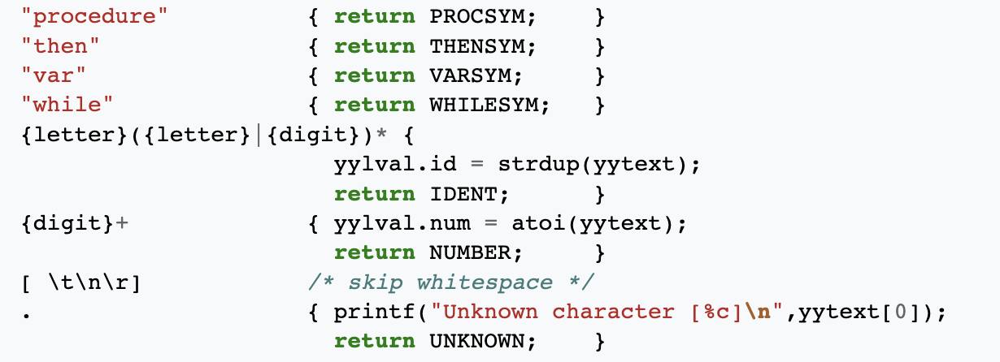 "procedure"          { return PROCSYM;    }
"then"               { return THENSYM;    }
"var"                { return VARSYM;     }
"while"              { return WHILESYM;   }
{letter}({letter}|{digit})* {
                       yylval.id = strdup(yytext);
                       return IDENT;      }
{digit}+             { yylval.num = atoi(yytext);
                       return NUMBER;     }
[ \t\n\r]            /* skip whitespace */
.                    { printf("Unknown character [%c]\n",yytext[0]);
                       return UNKNOWN;    }